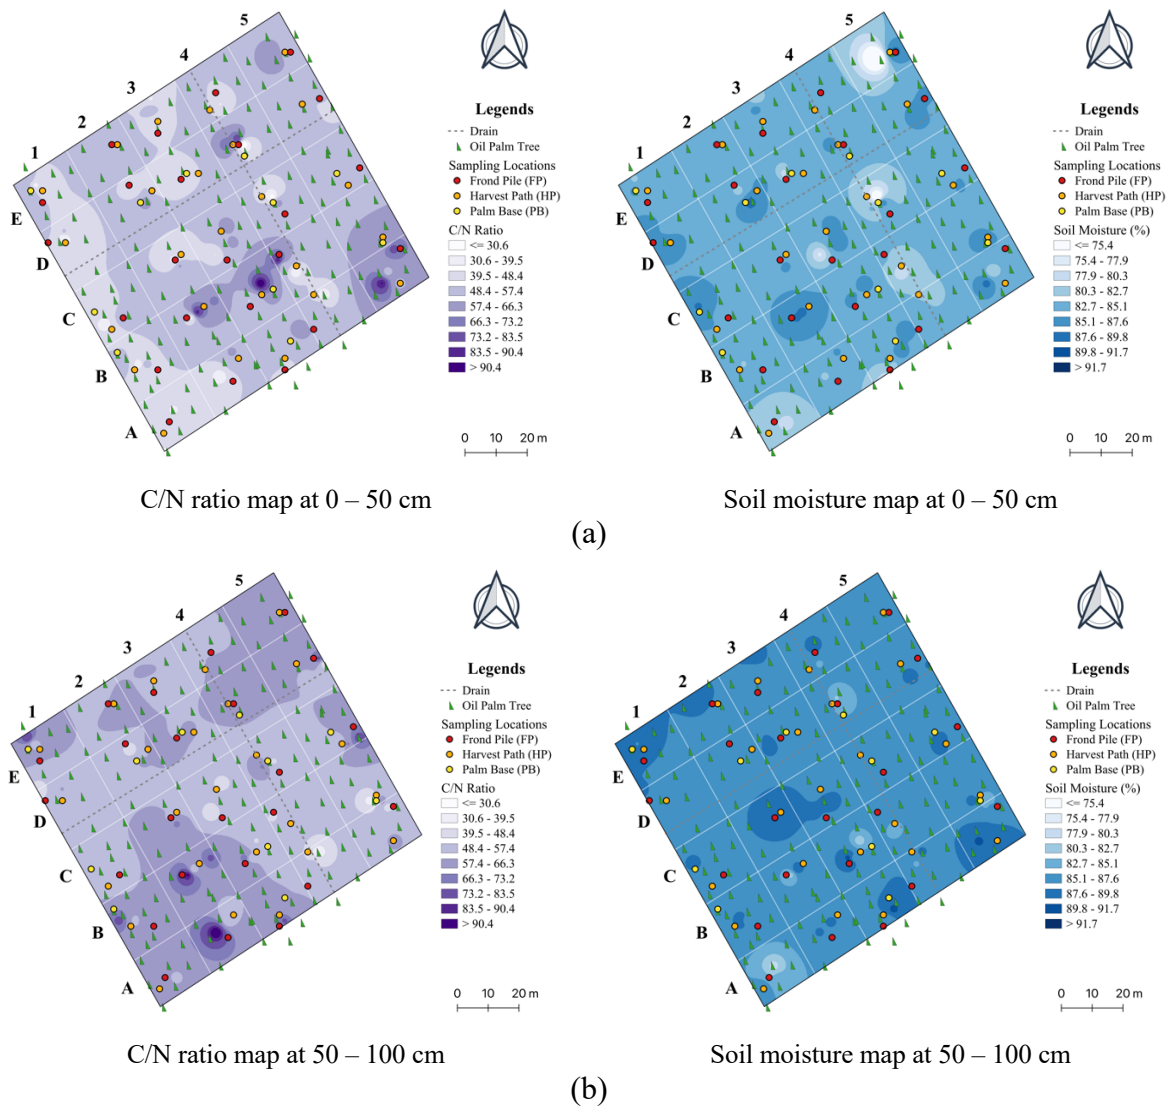 5
4
3
2
1
E
D
C
B
A
Legends
Drain
Oil Palm Tree
Sampling Locations
Frond Pile (FP)
Harvest Path (HP)
Palm Base (PB)
C/N Ratio
<= 30.6
30.6 - 39.5
39.5 - 48.4
48.4 - 57.4
57.4 - 66.3
66.3 - 73.2
73.2 - 83.5
83.5 - 90.4
> 90.4
0 10 20 m
C/N ratio map at 0 – 50 cm
5
4
3
2
1
E
D
C
B
A
Legends
Drain
Oil Palm Tree
Sampling Locations
Frond Pile (FP)
Harvest Path (HP)
Palm Base (PB)
Soil Moisture (%)
<= 75.4
75.4 - 77.9
77.9 - 80.3
80.3 - 82.7
82.7 - 85.1
85.1 - 87.6
87.6 - 89.8
89.8 - 91.7
> 91.7
0 10 20 m
Soil moisture map at 0 – 50 cm
(a)
5
4
3
2
1
E
D
C
B
A
Legends
Drain
Oil Palm Tree
Sampling Locations
Frond Pile (FP)
Harvest Path (HP)
Palm Base (PB)
C/N Ratio
<= 30.6
30.6 - 39.5
39.5 - 48.4
48.4 - 57.4
57.4 - 66.3
66.3 - 73.2
73.2 - 83.5
83.5 - 90.4
> 90.4
0 10 20 m
C/N ratio map at 50 – 100 cm
5
4
3
2
1
E
D
C
B
A
Legends
Drain
Oil Palm Tree
Sampling Locations
Frond Pile (FP)
Harvest Path (HP)
Palm Base (PB)
Soil Moisture (%)
<= 75.4
75.4 - 77.9
77.9 - 80.3
80.3 - 82.7
82.7 - 85.1
85.1 - 87.6
87.6 - 89.8
89.8 - 91.7
> 91.7
0 10 20 m
Soil moisture map at 50 – 100 cm
(b)